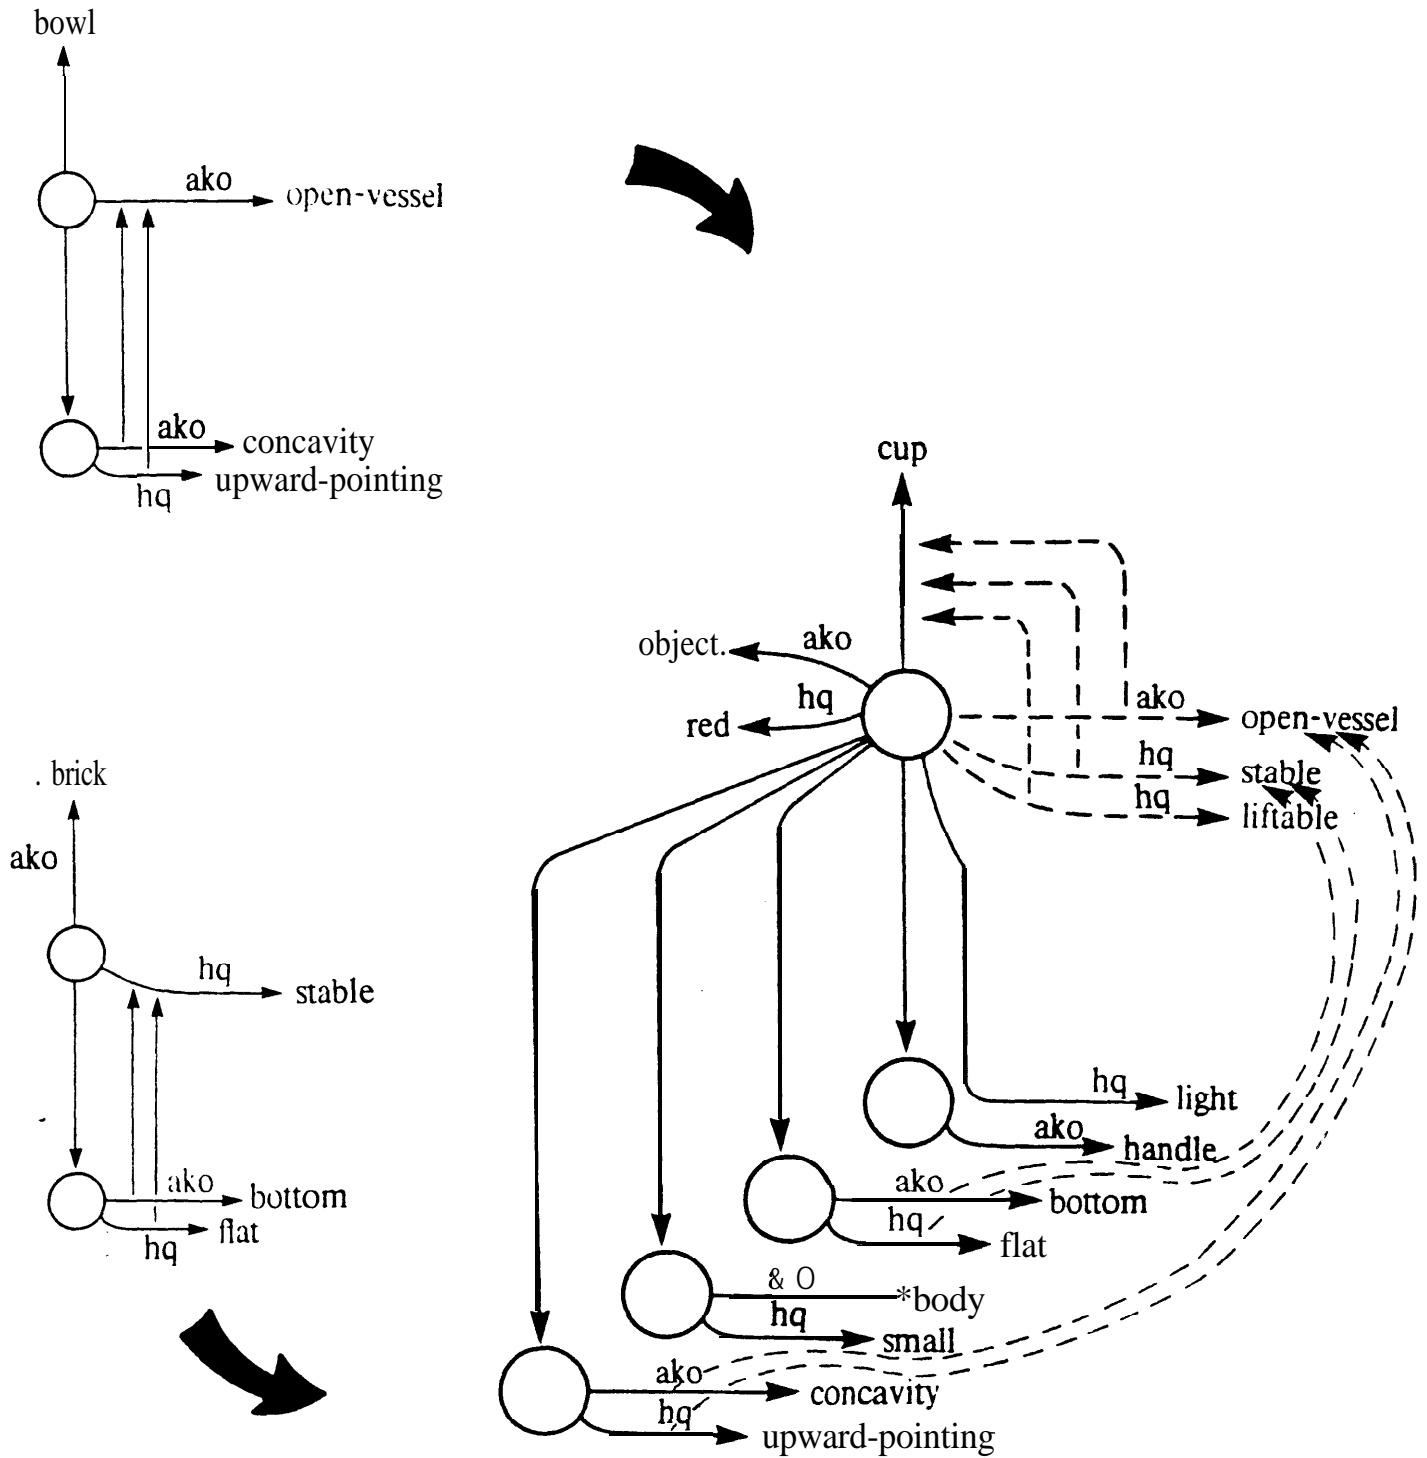 bowl
ako
open-vessel
ako
concavity
upward-pointing
hq
cup
object.
ako
hq
red
ako
open-vessel
hq
stable
hq
liftable
. brick
ako
hq
stable
ako
bottom
flat
hq
hq
light
ako
handle
ako
bottom
hq
flat
& O
*body
hq
small
ako
concavity
hq
upward-pointing